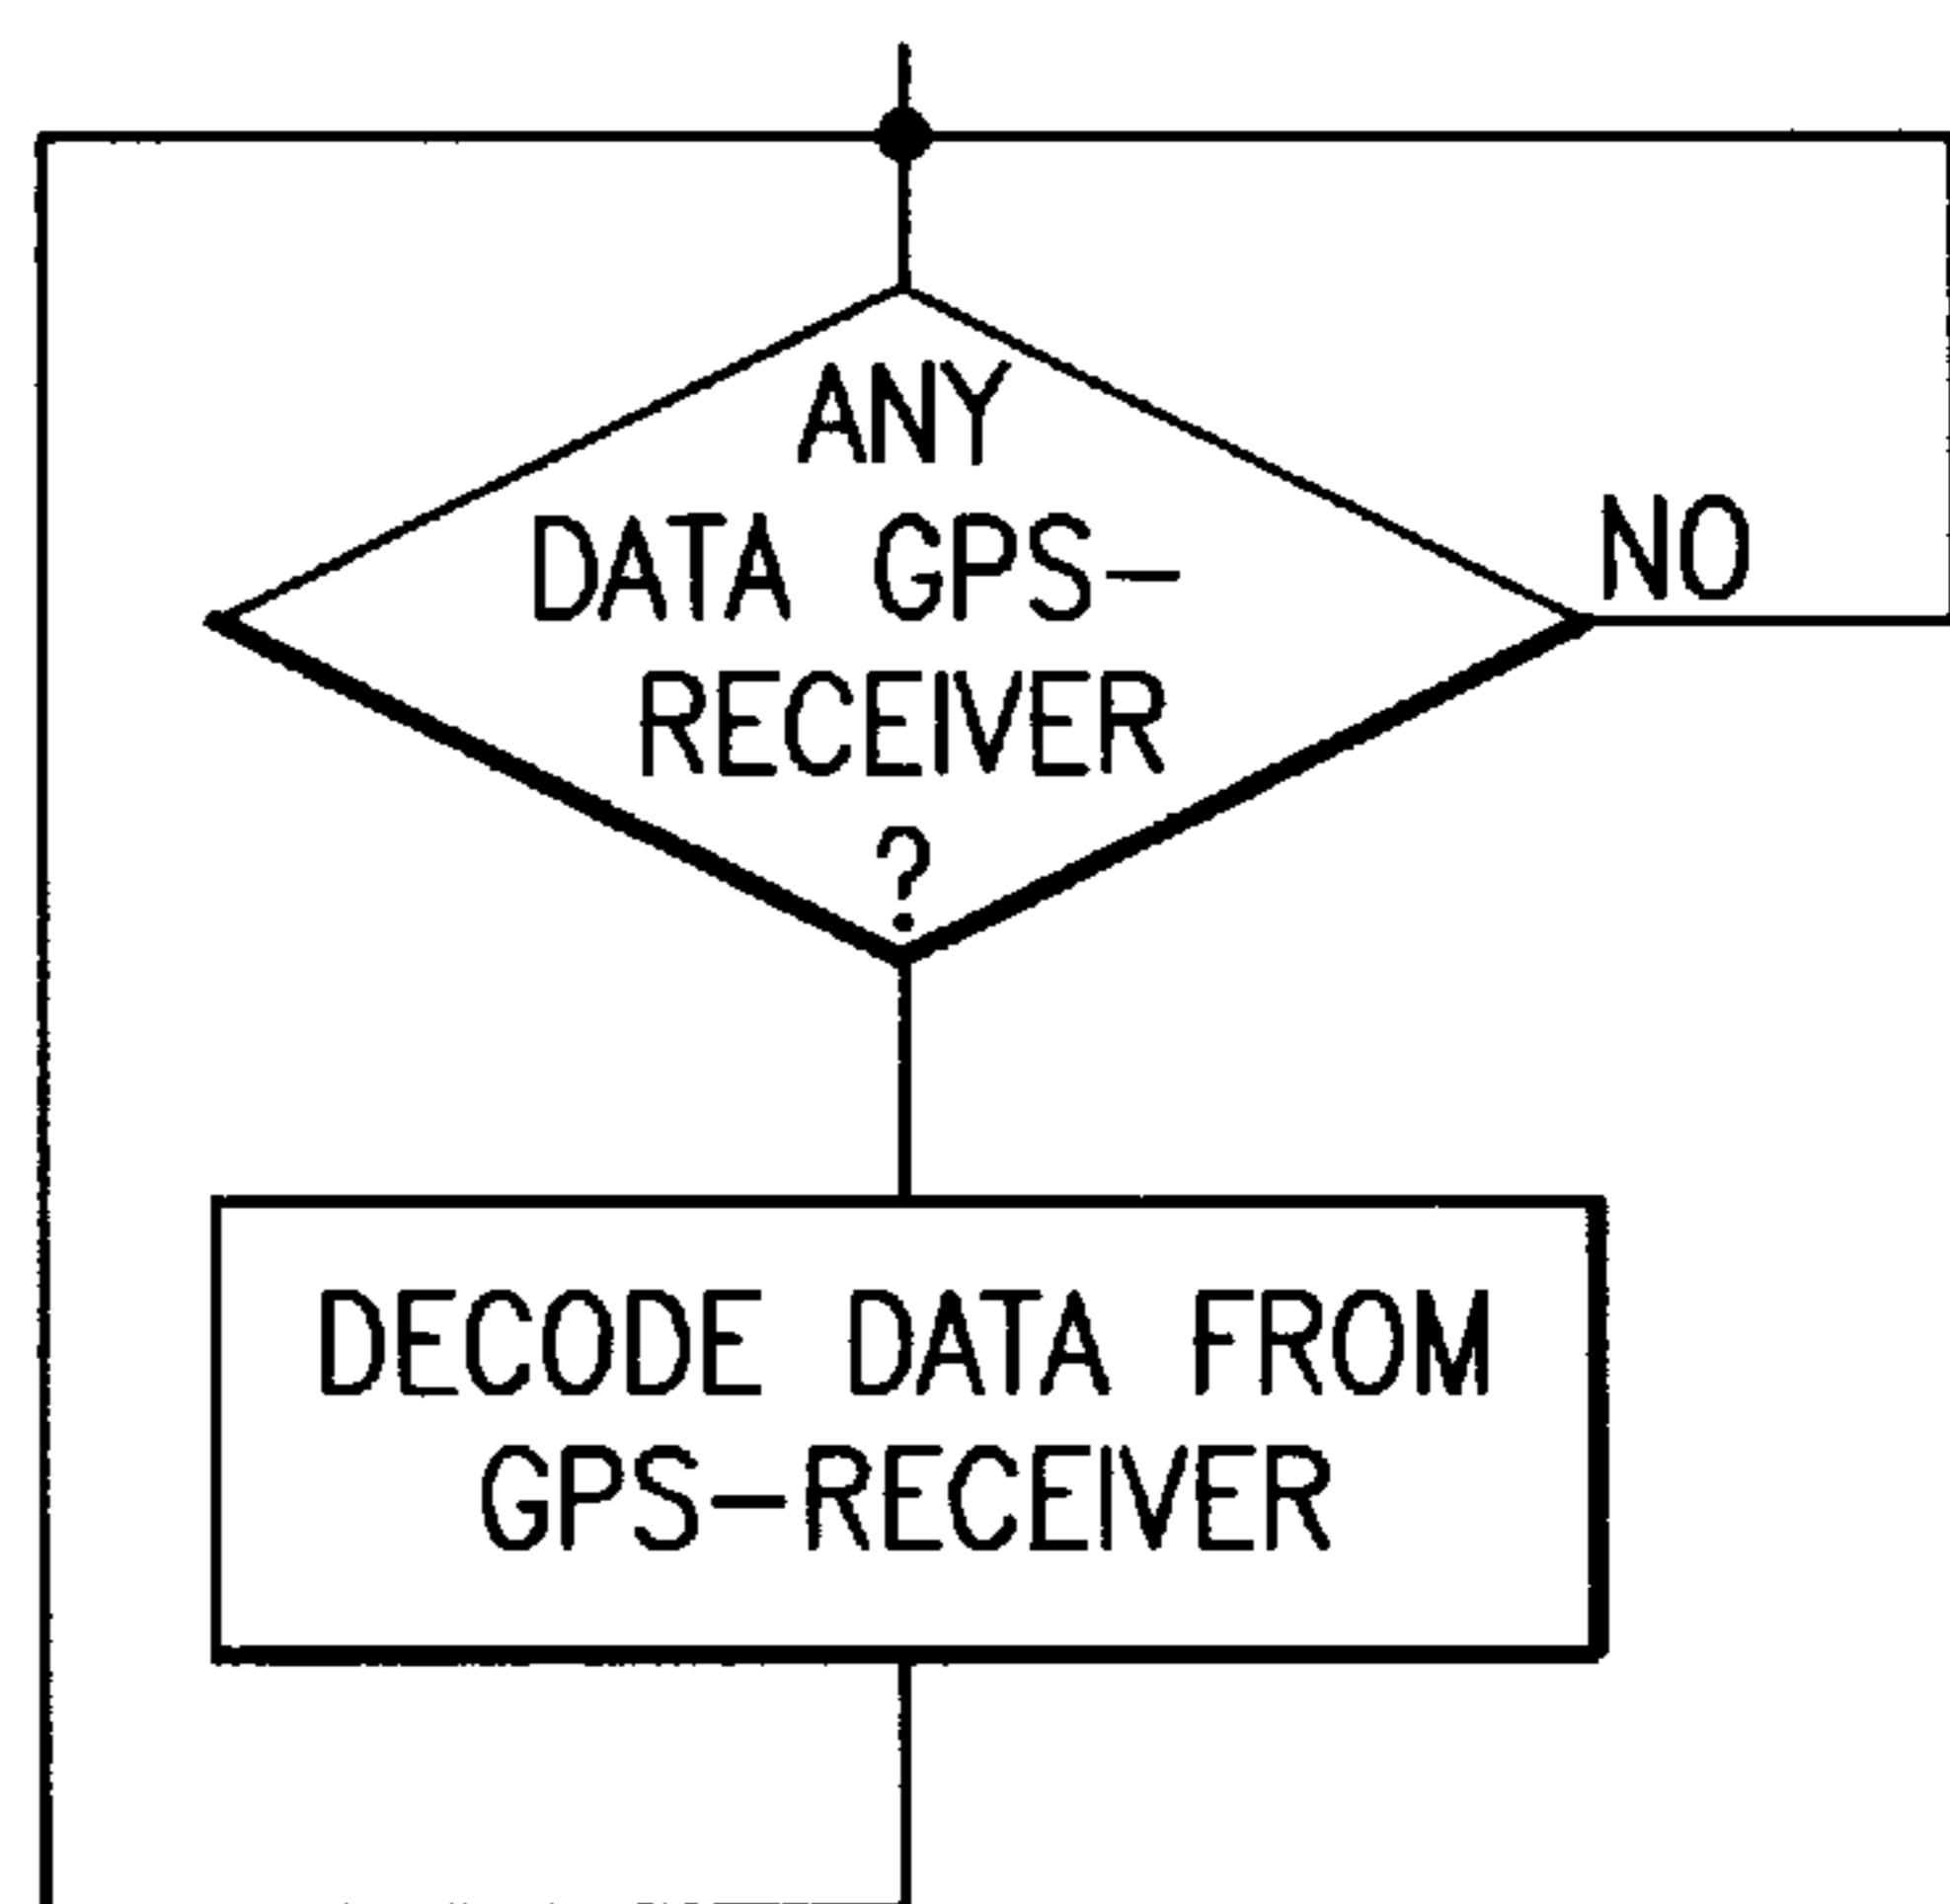 ANY
DATA GPS-
RECEIVER
?
NO
DECODE DATA FROM
GPS-RECEIVER